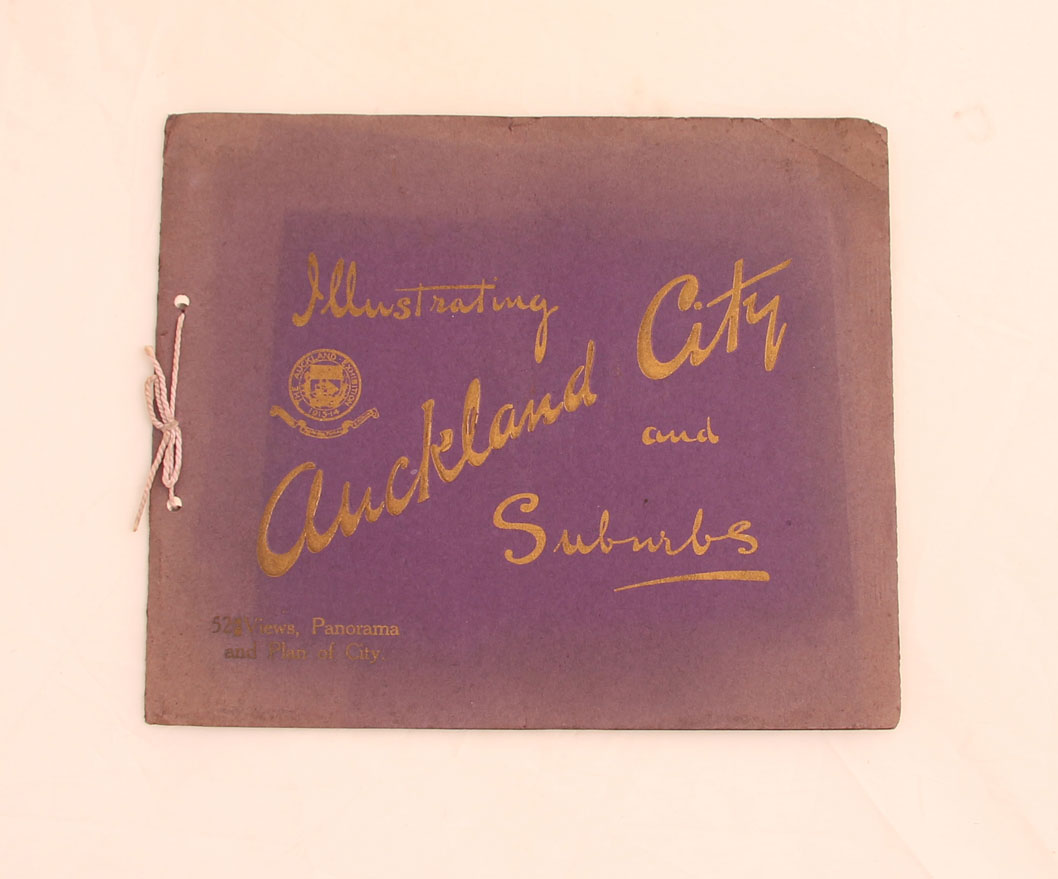 Illustrating
Auckland City
and
Suburbs
THE AUCKLAND EXHIBITION
1913-14
52 Views, Panorama
and Plan of City